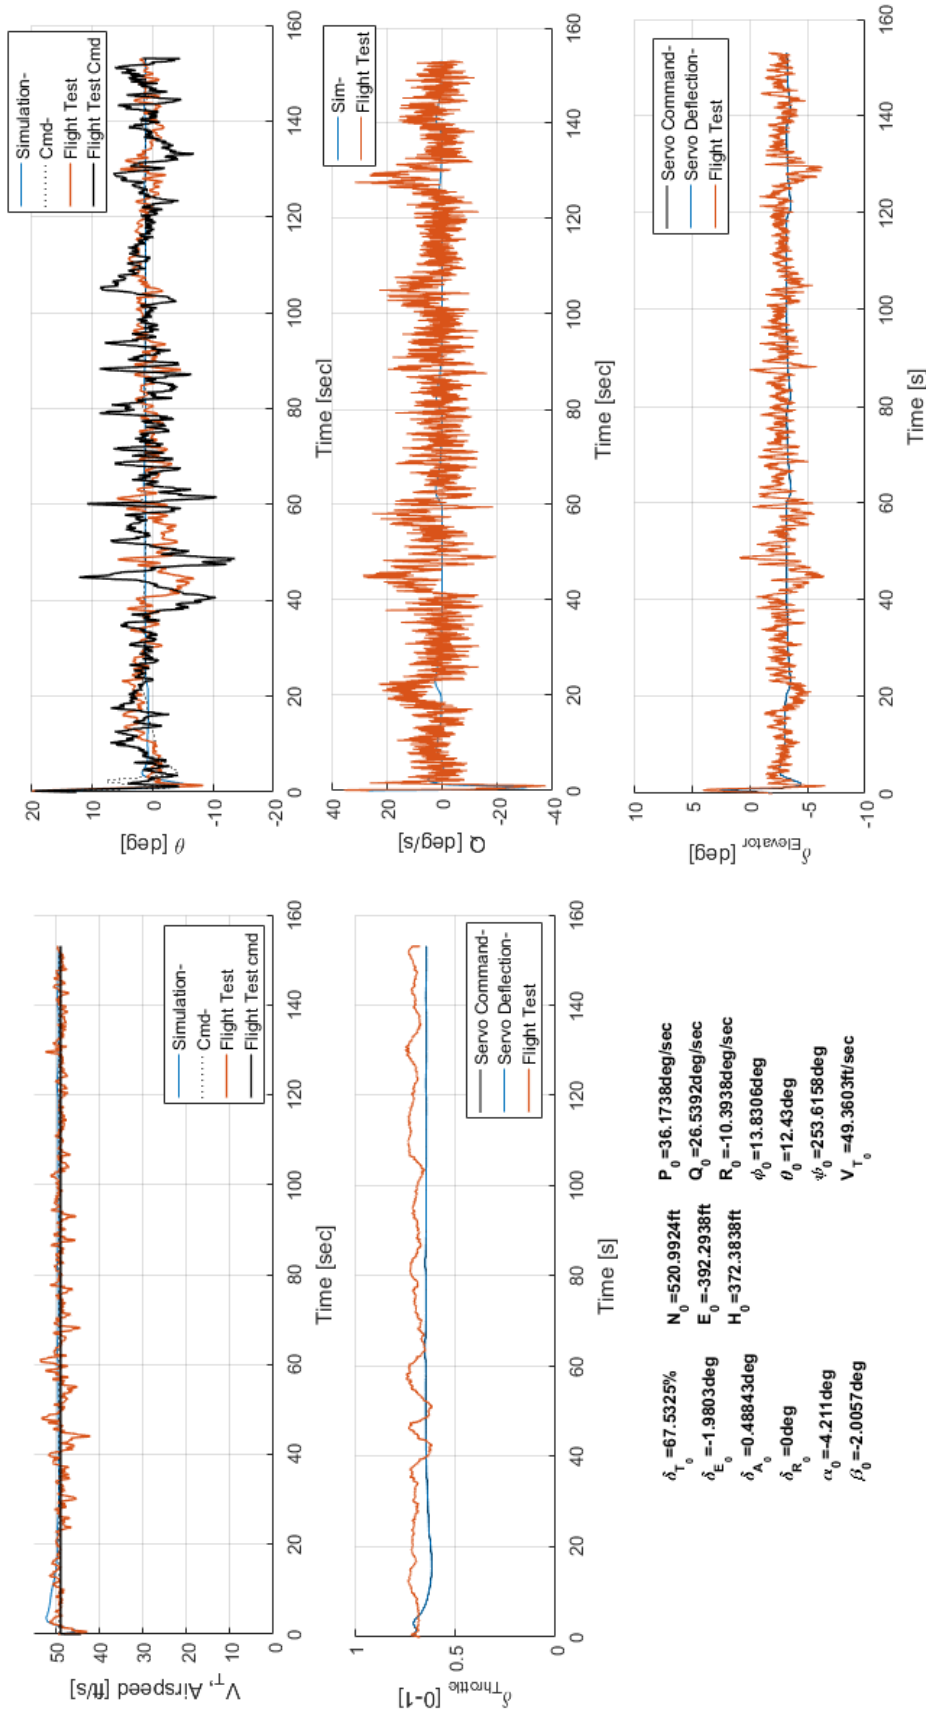 V_T, Airspeed [ft/s]
50
40
30
20
10
0
0 20 40 60 80 100 120 140 160
Time [sec]
Simulation-
Cmd-
Flight Test
Flight Test cmd
θ [deg]
20
10
0
-10
-20
0 20 40 60 80 100 120 140 160
Time [sec]
Simulation-
Cmd-
Flight Test
Flight Test Cmd
δ_Throttle [0-1]
1
0.5
0
0 20 40 60 80 100 120 140 160
Time [s]
Servo Command-
Servo Deflection-
Flight Test
Q [deg/s]
40
20
0
-20
-40
0 20 40 60 80 100 120 140 160
Time [sec]
Sim-
Flight Test
δ_Elevator [deg]
10
5
0
-5
-10
0 20 40 60 80 100 120 140 160
Time [s]
Servo Command-
Servo Deflection-
Flight Test
δ_T_0 =67.5325%
δ_E_0 =-1.9803deg
δ_A_0 =0.48843deg
δ_R_0 =0deg
α_0 =-4.211deg
β_0 =-2.0057deg
N_0 =520.9924ft
E_0 =-392.2938ft
H_0 =372.3838ft
P_0 =36.1738deg/sec
Q_0 =26.5392deg/sec
R_0 =-10.3938deg/sec
ϕ_0 =13.8306deg
θ_0 =12.43deg
ψ_0 =253.6158deg
V_T_0 =49.3603ft/sec